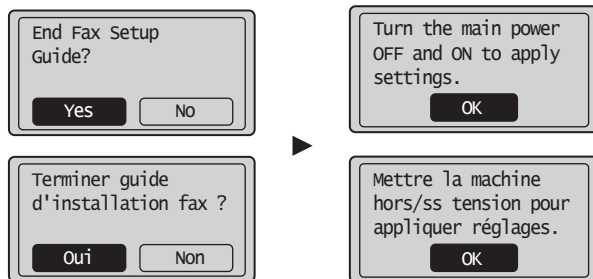 End Fax Setup
Guide?
Yes No
Terminer guide
d'installation fax ?
Oui Non
Turn the main power
OFF and ON to apply
settings.
OK
Mettre la machine
hors/ss tension pour
appliquer réglages.
OK